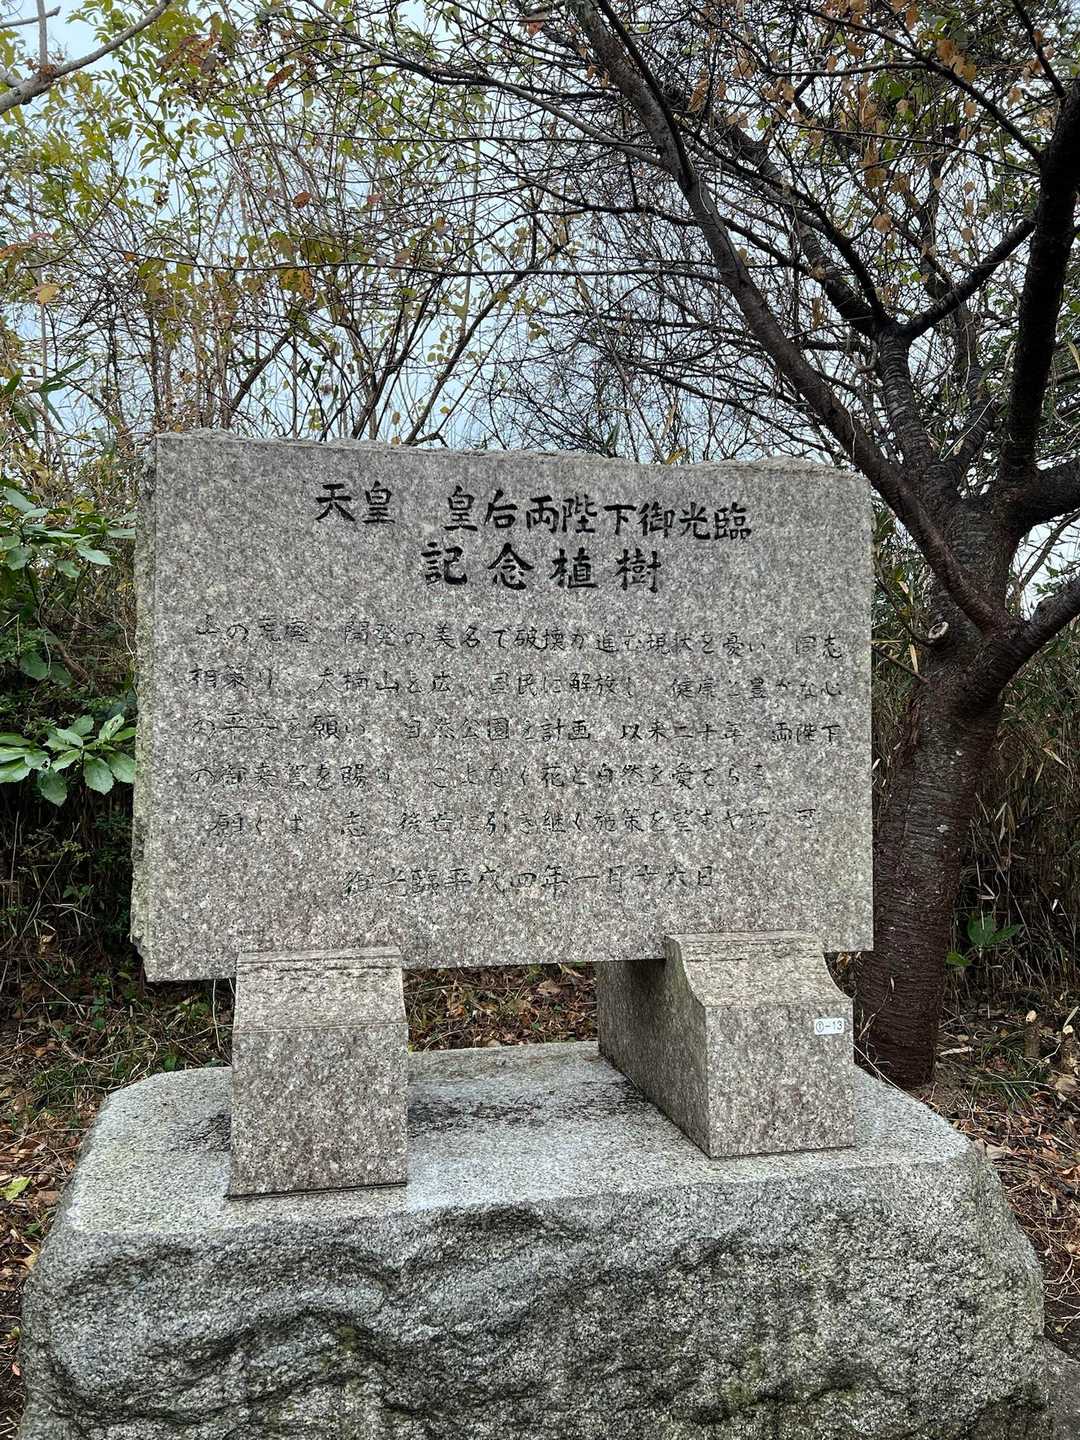 天皇 皇后両陛下御光臨
記念植樹
山の荒廃 開発の美名で破壊が進む現状を憂い 同志
相策り 大楠山を広く国民に解放し 健康と豊かな心
の平安を願い 自然公園を計画 以来二十年 両陛下
の御来駕を賜り ことなく花と自然を愛でらる
願くば 志 後世に引き継ぐ施策を望む
御光臨平成四年一月十六日
①-13